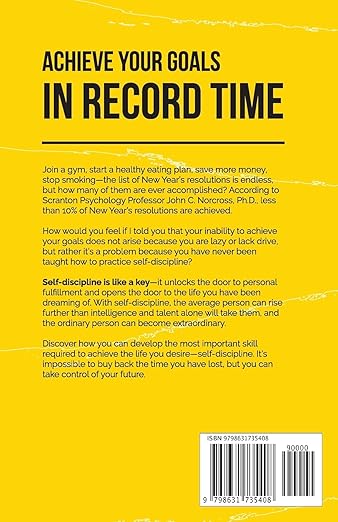 ACHIEVE YOUR GOALS
IN RECORD TIME
Join a gym, start a healthy eating plan, save more money,
stop smoking—the list of New Year's resolutions is endless,
but how many of them are ever accomplished? According to
Scranton Psychology Professor John C. Norcross, Ph.D., less
than 10% of New Year's resolutions are achieved.
How would you feel if I told you that your inability to achieve
your goals does not arise because you are lazy or lack drive,
but rather it's a problem because you have never been
taught how to practice self-discipline?
Self-discipline is like a key—it unlocks the door to personal
fulfillment and opens the door to the life you have been
dreaming of. With self-discipline, the average person can rise
further than intelligence and talent alone will take them, and
the ordinary person can become extraordinary.
Discover how you can develop the most important skill
required to achieve the life you desire—self-discipline. It's
impossible to buy back the time you have lost, but you can
take control of your future.
ISBN 9798631735408
90000
9 798631 735408